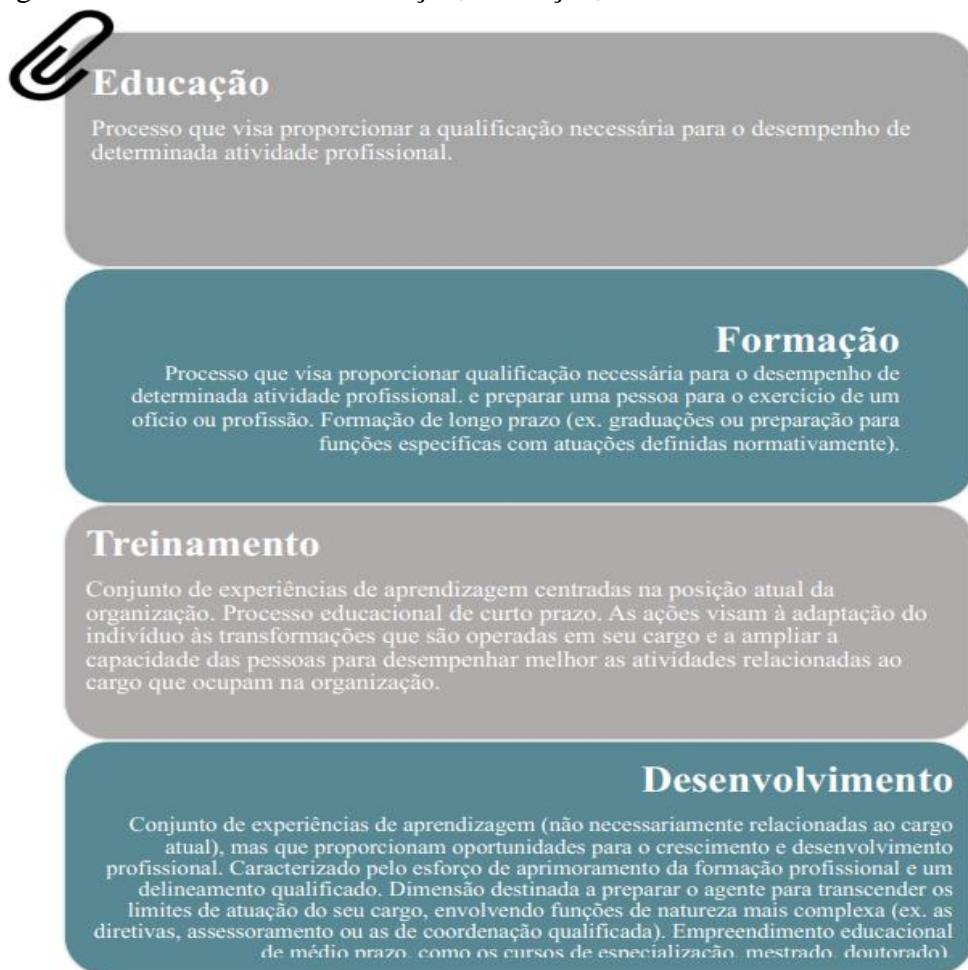 Educação
Processo que visa proporcionar a qualificação necessária para o desempenho de
determinada atividade profissional.
Formação
Processo que visa proporcionar qualificação necessária para o desempenho de
determinada atividade profissional. e preparar uma pessoa para o exercício de um
ofício ou profissão. Formação de longo prazo (ex. graduações ou preparação para
funções específicas com atuações definidas normativamente).
Treinamento
Conjunto de experiências de aprendizagem centradas na posição atual da
organização. Processo educacional de curto prazo. As ações visam à adaptação do
indivíduo às transformações que são operadas em seu cargo e a ampliar a
capacidade das pessoas para desempenhar melhor as atividades relacionadas ao
cargo que ocupam na organização.
Desenvolvimento
Conjunto de experiências de aprendizagem (não necessariamente relacionadas ao cargo
atual), mas que proporcionam oportunidades para o crescimento e desenvolvimento
profissional. Caracterizado pelo esforço de aprimoramento da formação profissional e um
delineamento qualificado. Dimensão destinada a preparar o agente para transcender os
limites de atuação do seu cargo, envolvendo funções de natureza mais complexa (ex. as
diretivas, assessoramento ou as de coordenação qualificada). Empreendimento educacional
de médio prazo, como os cursos de especialização, mestrado, doutorado)